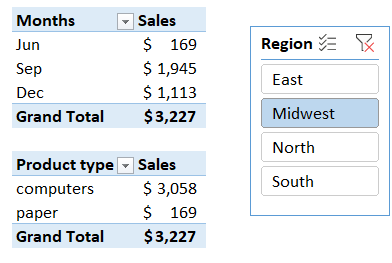 Months Sales
Jun $ 169
Sep $ 1,945
Dec $ 1,113
Grand Total $3,227
Product type Sales
computers $ 3,058
paper $ 169
Grand Total $3,227
Region
East
Midwest
North
South